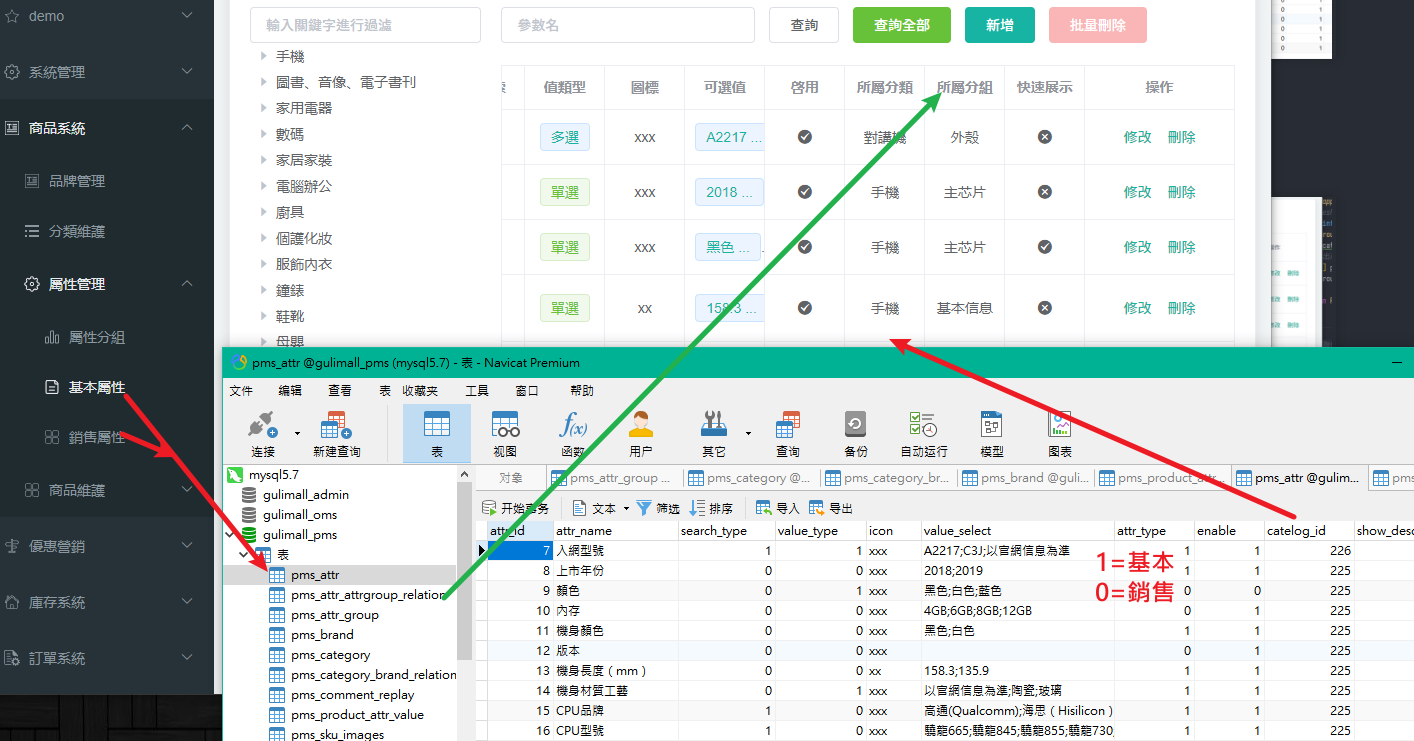 demo
系統管理
商品系統
品牌管理
分類維護
屬性管理
屬性分組
基本屬性
銷售屬性
商品維護
優惠營銷
庫存系統
訂單系統
輸入關鍵字進行過濾
參數名
查詢
查詢全部
新增
批量刪除
手機
圖書、音像、電子書刊
家用電器
數碼
家居家裝
電腦辦公
廚具
個護化妝
服飾內衣
鐘錶
鞋靴
母嬰
值類型 圖標 可選值 啓用 所屬分類 所屬分組 快速展示 操作
多選 xxx A2217 ... 對講機 外殼 修改 刪除
單選 xxx 2018 ... 手機 主芯片 修改 刪除
單選 xxx 黑色 ... 手機 主芯片 修改 刪除
單選 xx 158.3 ... 手機 基本信息 修改 刪除
pms_attr @gulimall_pms (mysql5.7) - 表 - Navicat Premium
文件 编辑 查看 表 收藏夹 工具 窗口 帮助
连接 新建查询 表 视图 函数 用户 其它 查询 备份 自动运行 模型 图表
mysql5.7
gulimall_admin
gulimall_oms
gulimall_pms
表
pms_attr
pms_attr_attrgroup_relation
pms_attr_group
pms_brand
pms_category
pms_category_brand_relation
pms_comment_replay
pms_product_attr_value
pms_sku_images
对象 pms_attr_group ... pms_category @... pms_category_br... pms_brand @guli... pms_product_attr... pms_attr @gulim... pms
开始事务 文本 筛选 排序 导入 导出
attr_id attr_name search_type value_type icon value_select attr_type enable catelog_id show_desc
7 入網型號 1 1 xxx A2217;C3J;以官網信息為準 1 1 226
8 上市年份 0 0 xxx 2018;2019 1 1 225
9 顏色 0 1 xxx 黑色;白色;藍色 0 0 225
10 內存 0 0 xxx 4GB;6GB;8GB;12GB 0 1 225
11 機身顏色 0 0 xxx 黑色;白色 1 1 225
12 版本 0 0 xxx 0 1 225
13 機身長度（mm） 0 0 xx 158.3;135.9 1 1 225
14 機身材質工藝 0 1 xxx 以官網信息為準;陶瓷;玻璃 1 1 225
15 CPU品牌 1 0 xxx 高通(Qualcomm);海思（Hisilicon） 1 1 225
16 CPU型號 1 0 xxx 驍龍665;驍龍845;驍龍855;驍龍730 1 1 225
1=基本
0=銷售